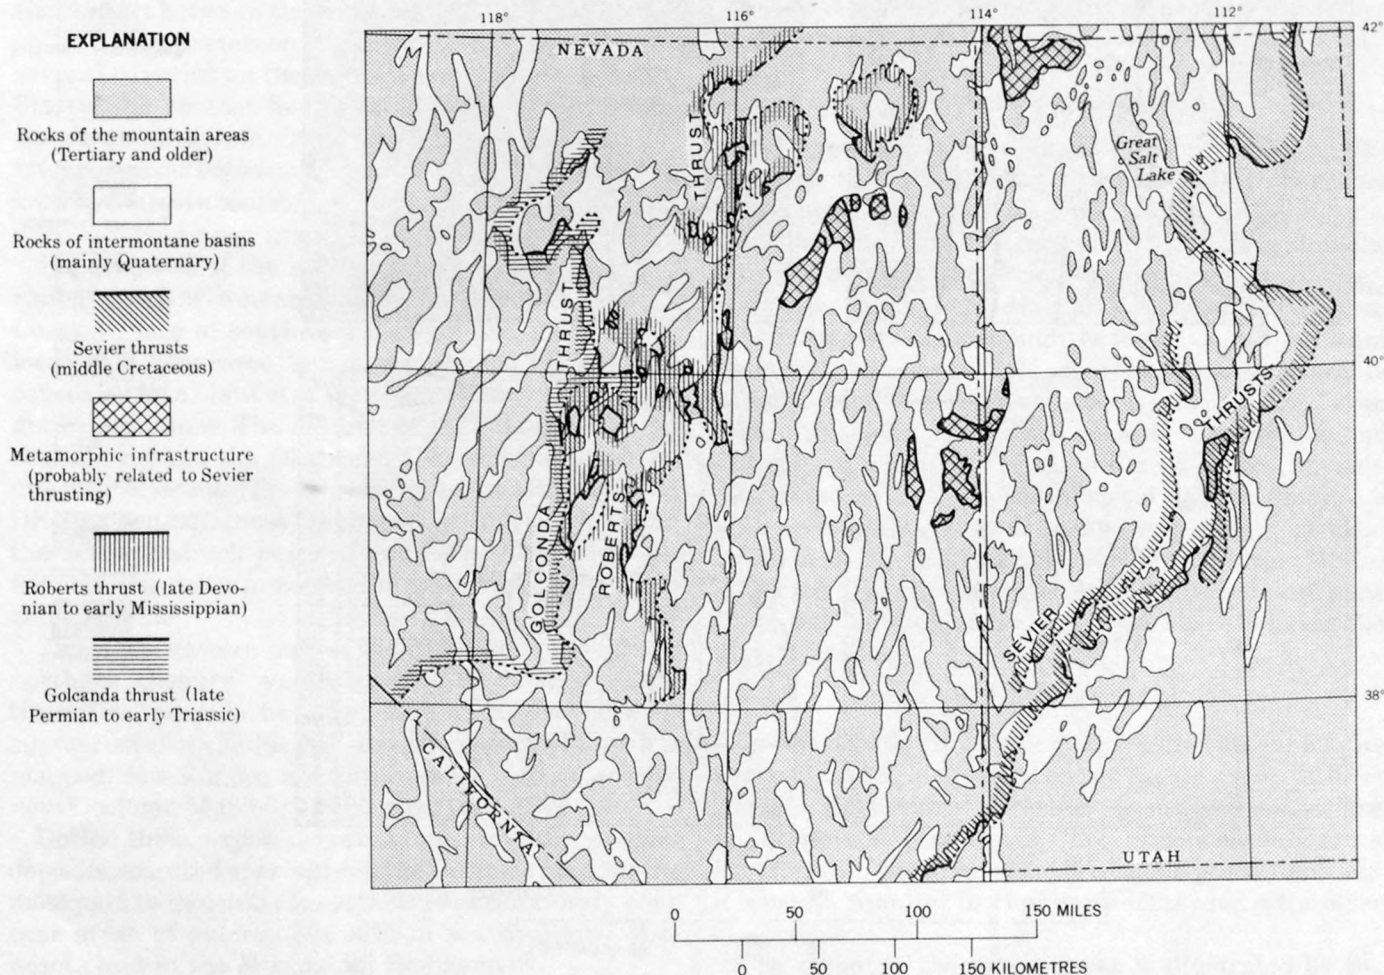 118°
116°
114°
112°
42°
EXPLANATION
Rocks of the mountain areas
(Tertiary and older)
Rocks of intermontane basins
(mainly Quaternary)
Sevier thrusts
(middle Cretaceous)
Metamorphic infrastructure
(probably related to Sevier
thrusting)
Roberts thrust (late Devo-
nian to early Mississippian)
Golcanda thrust (late
Permian to early Triassic)
NEVADA
THRUST
Great
Salt
Lake
THRUST
40°
THRUSTS
GOLCONDA
ROBERTS
SEVIER
38°
CALIFORNIA
UTAH
0 50 100 150 MILES
0 50 100 150 KILOMETRES